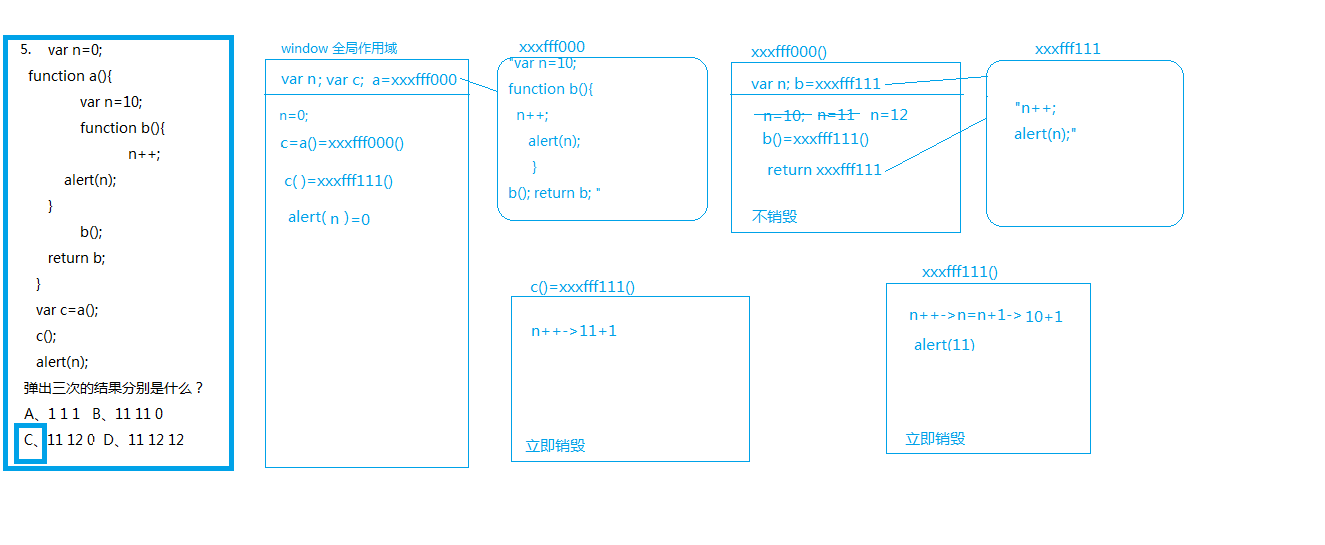 5. var n=0;
function a(){
var n=10;
function b(){
n++;
alert(n);
}
b();
return b;
}
var c=a();
c();
alert(n);
弹出三次的结果分别是什么？
A、1 1 1 B、11 11 0
C、11 12 0 D、11 12 12
window 全局作用域
var n ; var c; a=xxxfff000
n=0;
c=a()=xxxfff000()
c( )=xxxfff111()
alert( n )=0
xxxfff000
"var n=10;
function b(){
n++;
alert(n);
}
b(); return b; "
xxxfff000()
var n; b=xxxfff111
n=10; n=11 n=12
b()=xxxfff111()
return xxxfff111
不销毁
xxxfff111
"n++;
alert(n);"
c()=xxxfff111()
n++->11+1
立即销毁
xxxfff111()
n++->n=n+1-> 10+1
alert(11)
立即销毁